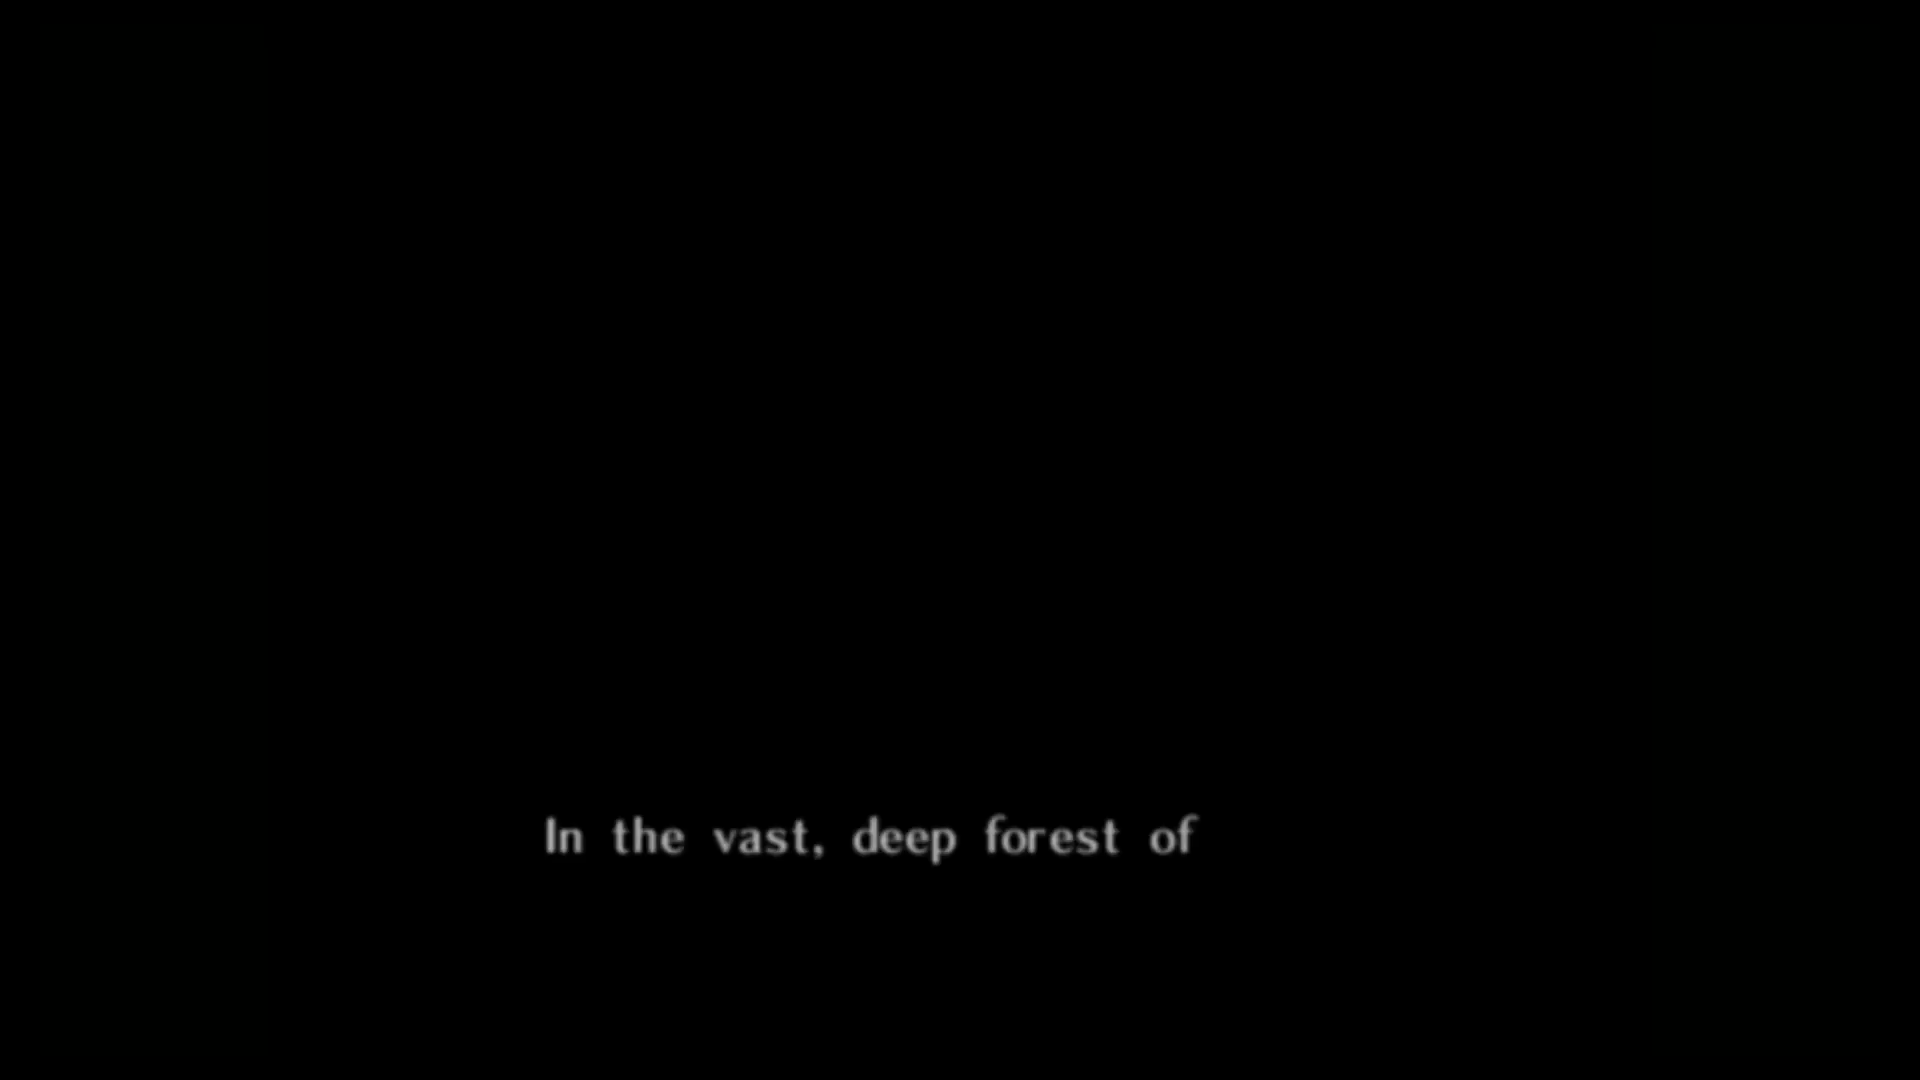 In the vast, deep forest of